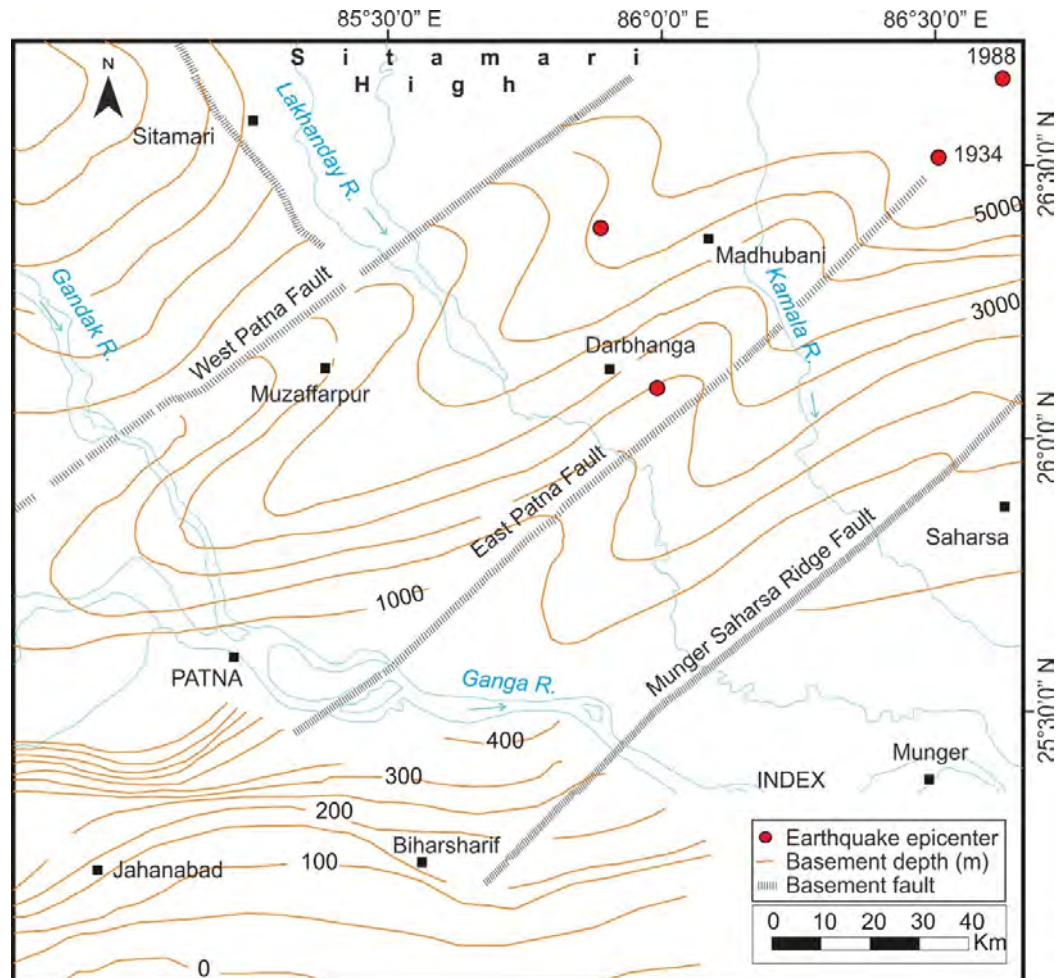 85°30'0" E
86°00'0" E
86°30'0" E
S i t a m a r i
H i g h
1988
N
Sitamari
Lakhanday R.
1934
26°30'0" N
5000
Madhubani
Gandak R.
Kamala R.
West Patna Fault
3000
Darbhanga
Muzaffarpur
26°0'0" N
East Patna Fault
Saharsa
Munger Saharsa Ridge Fault
1000
PATNA
Ganga R.
25°30'0" N
400
300
INDEX
Munger
200
Biharsharif
100
Jahanabad
Earthquake epicenter
Basement depth (m)
Basement fault
0 10 20 30 40
Km
0